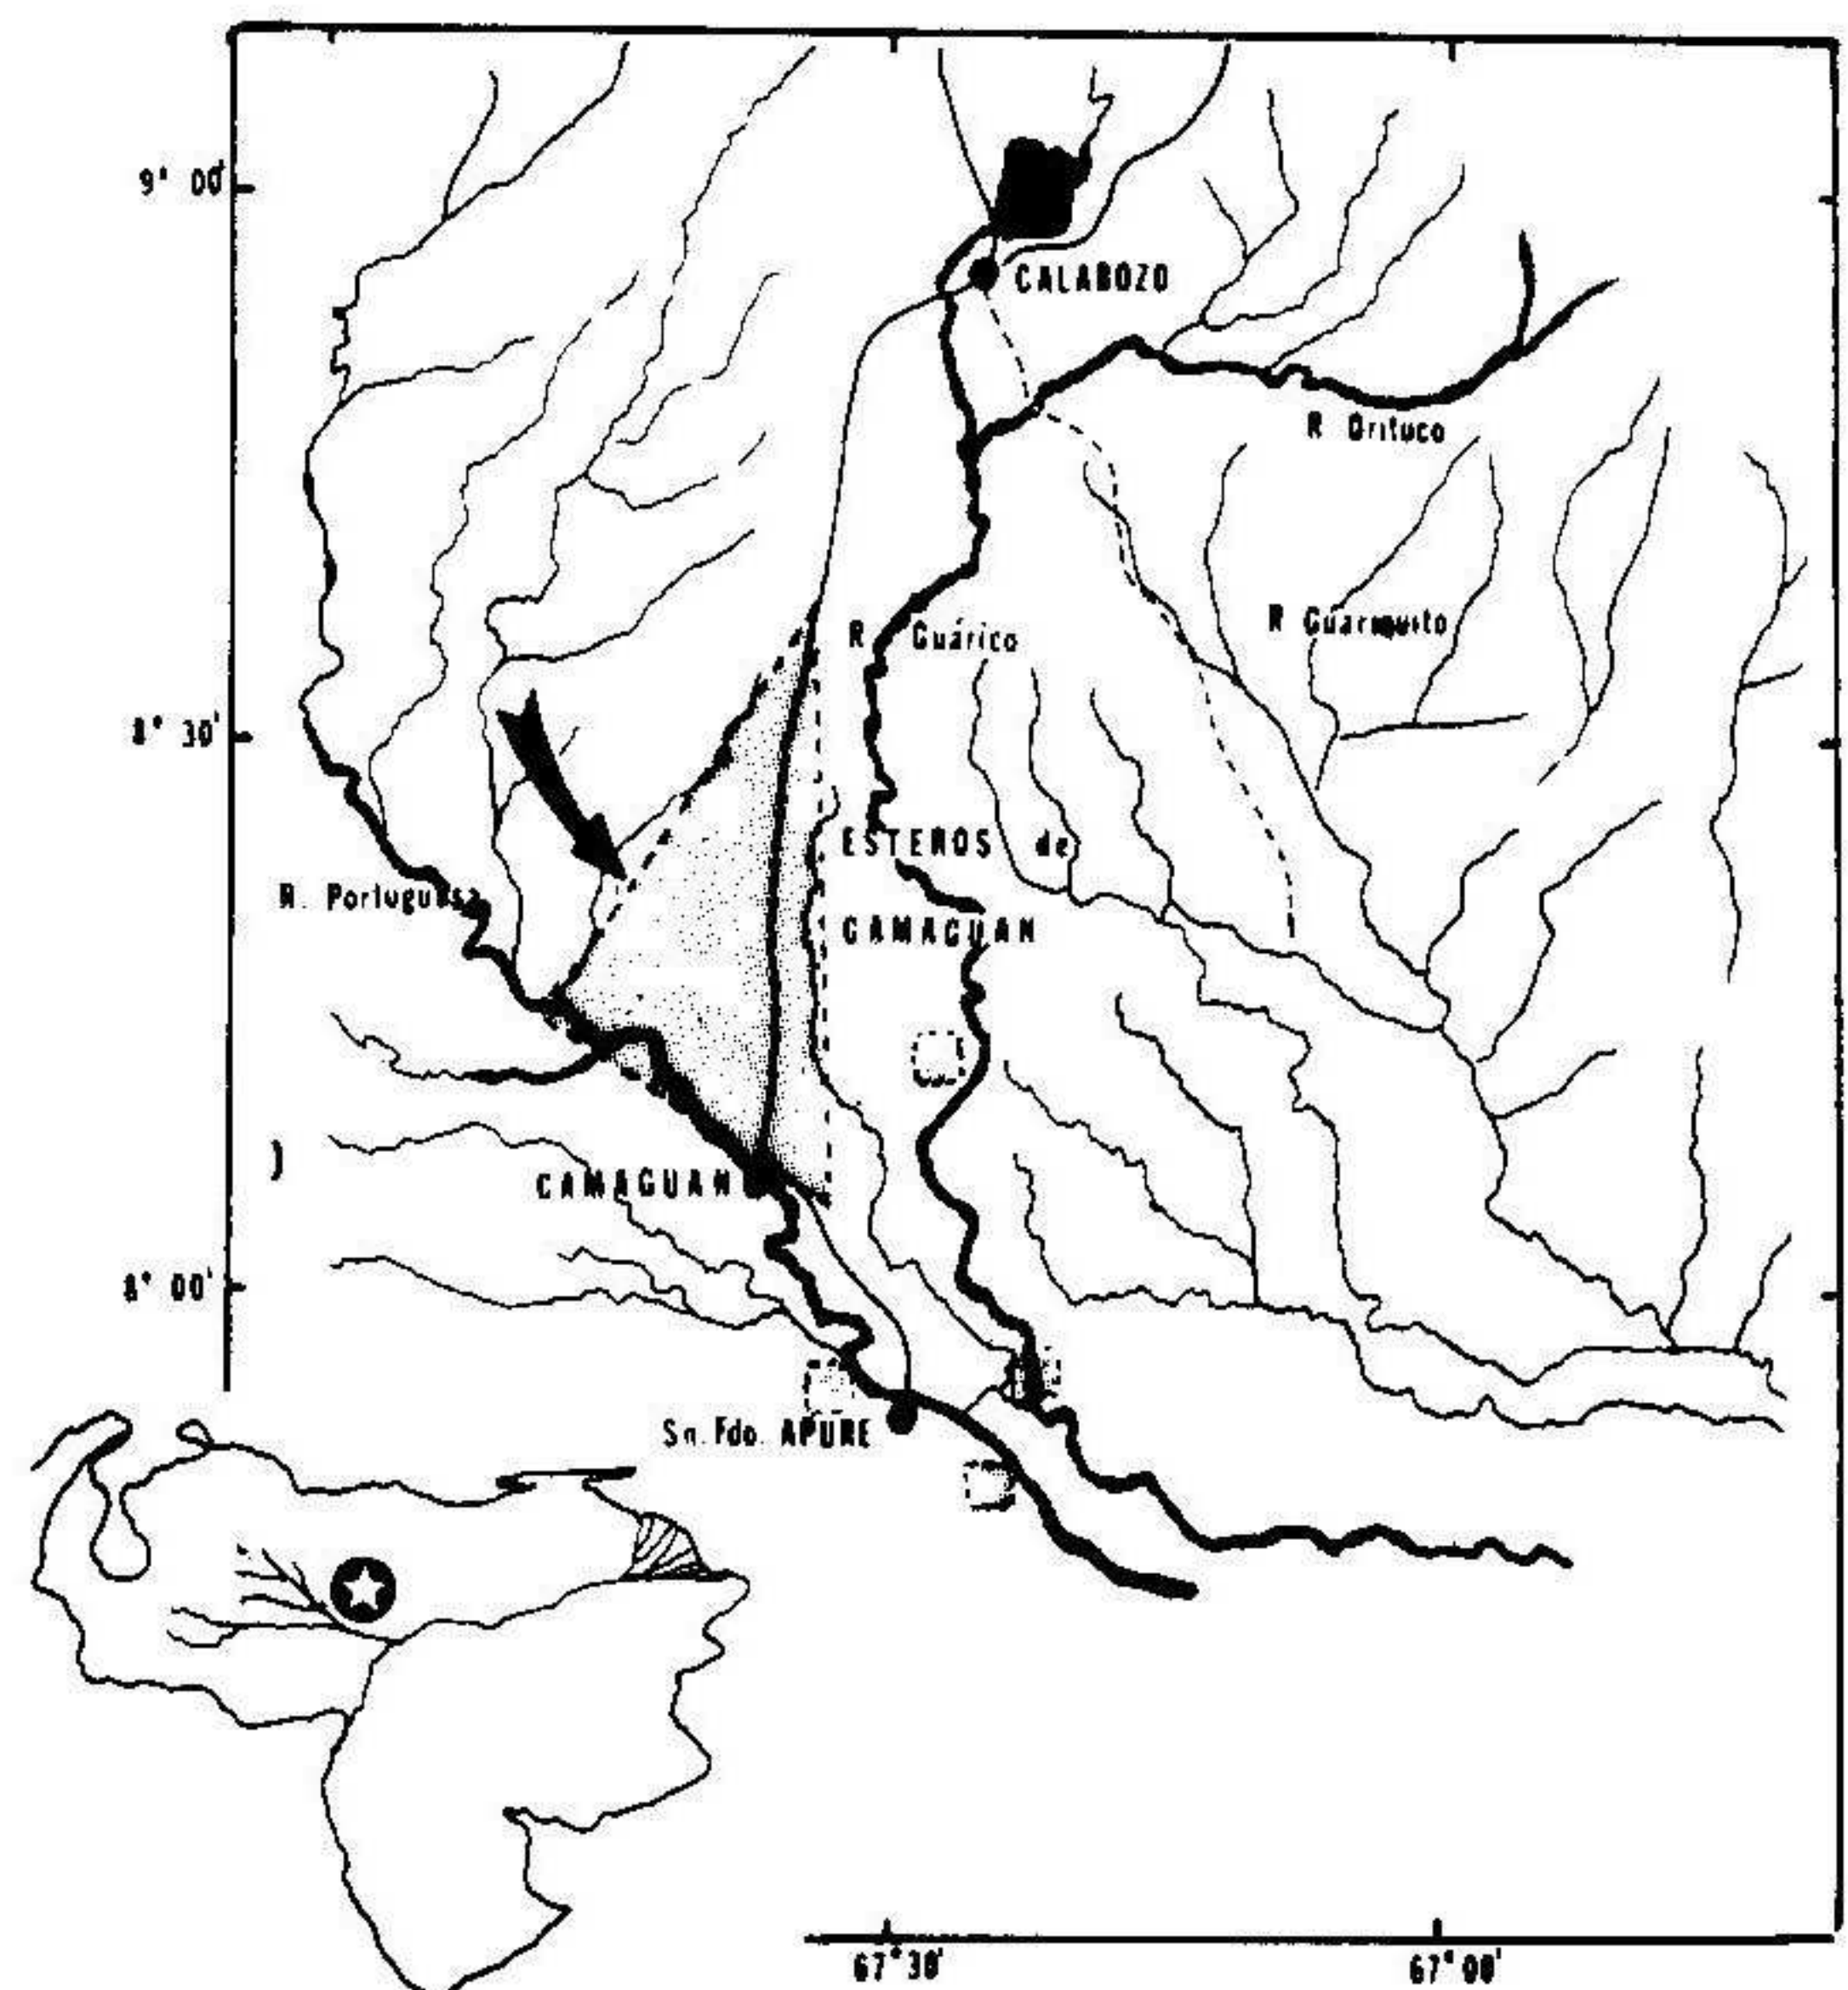 9° 00'
CALABOZO
R Orituco
R Guárico
R Guariquito
8° 30'
ESTEROS de
R. Portuguesa
CAMAGUAN
)
CAMAGUAN
8° 00'
Sn. Fdo. APURE
67°30'
67°00'